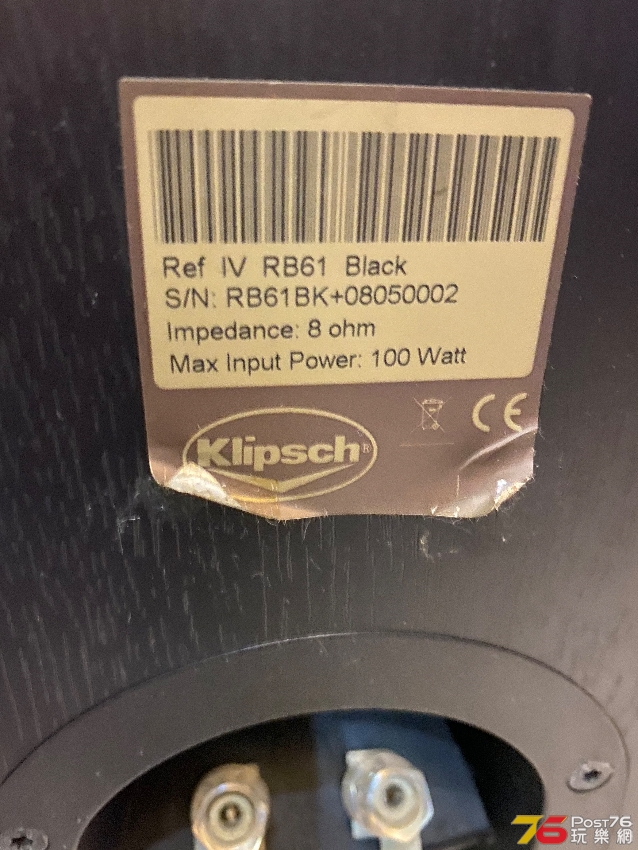 Ref IV RB61 Black
S/N: RB61BK+08050002
Impedance: 8 ohm
Max Input Power: 100 Watt
Klipsch®
CE
76 Post76
玩樂網